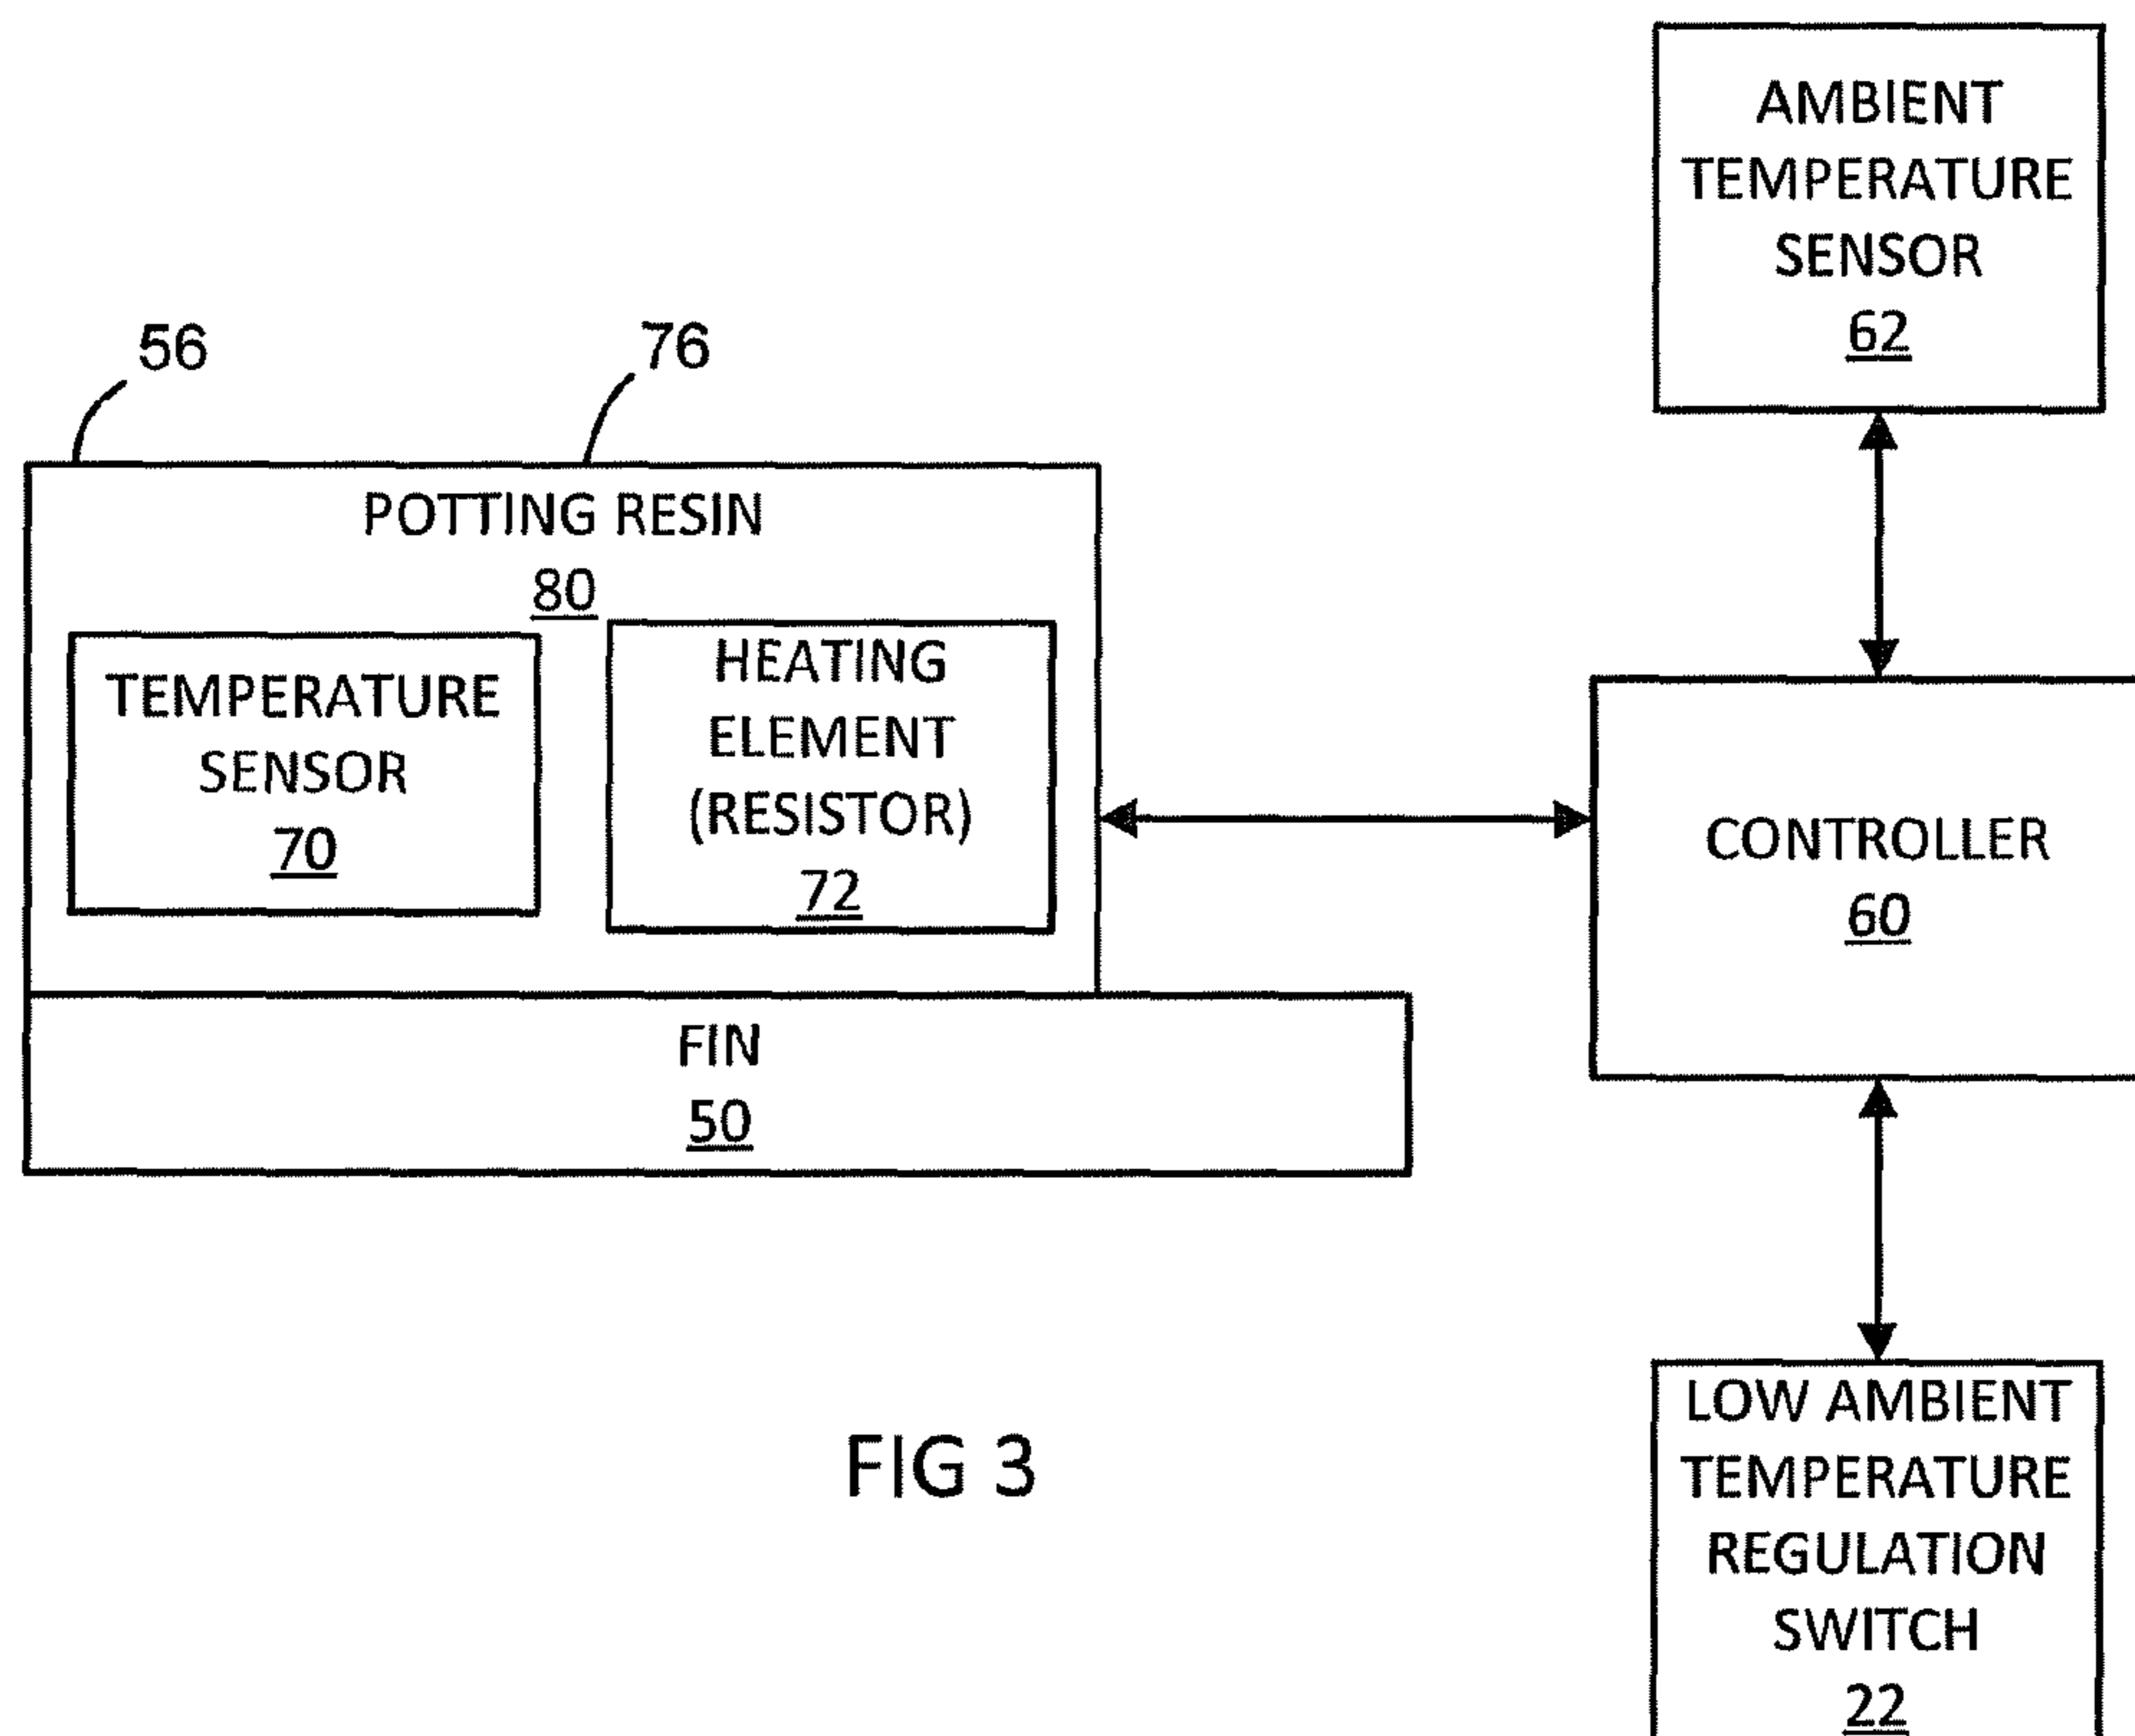 56
76
POTTING RESIN
80
TEMPERATURE
SENSOR
70
HEATING
ELEMENT
(RESISTOR)
72
FIN
50
AMBIENT
TEMPERATURE
SENSOR
62
CONTROLLER
60
LOW AMBIENT
TEMPERATURE
REGULATION
SWITCH
22
FIG 3